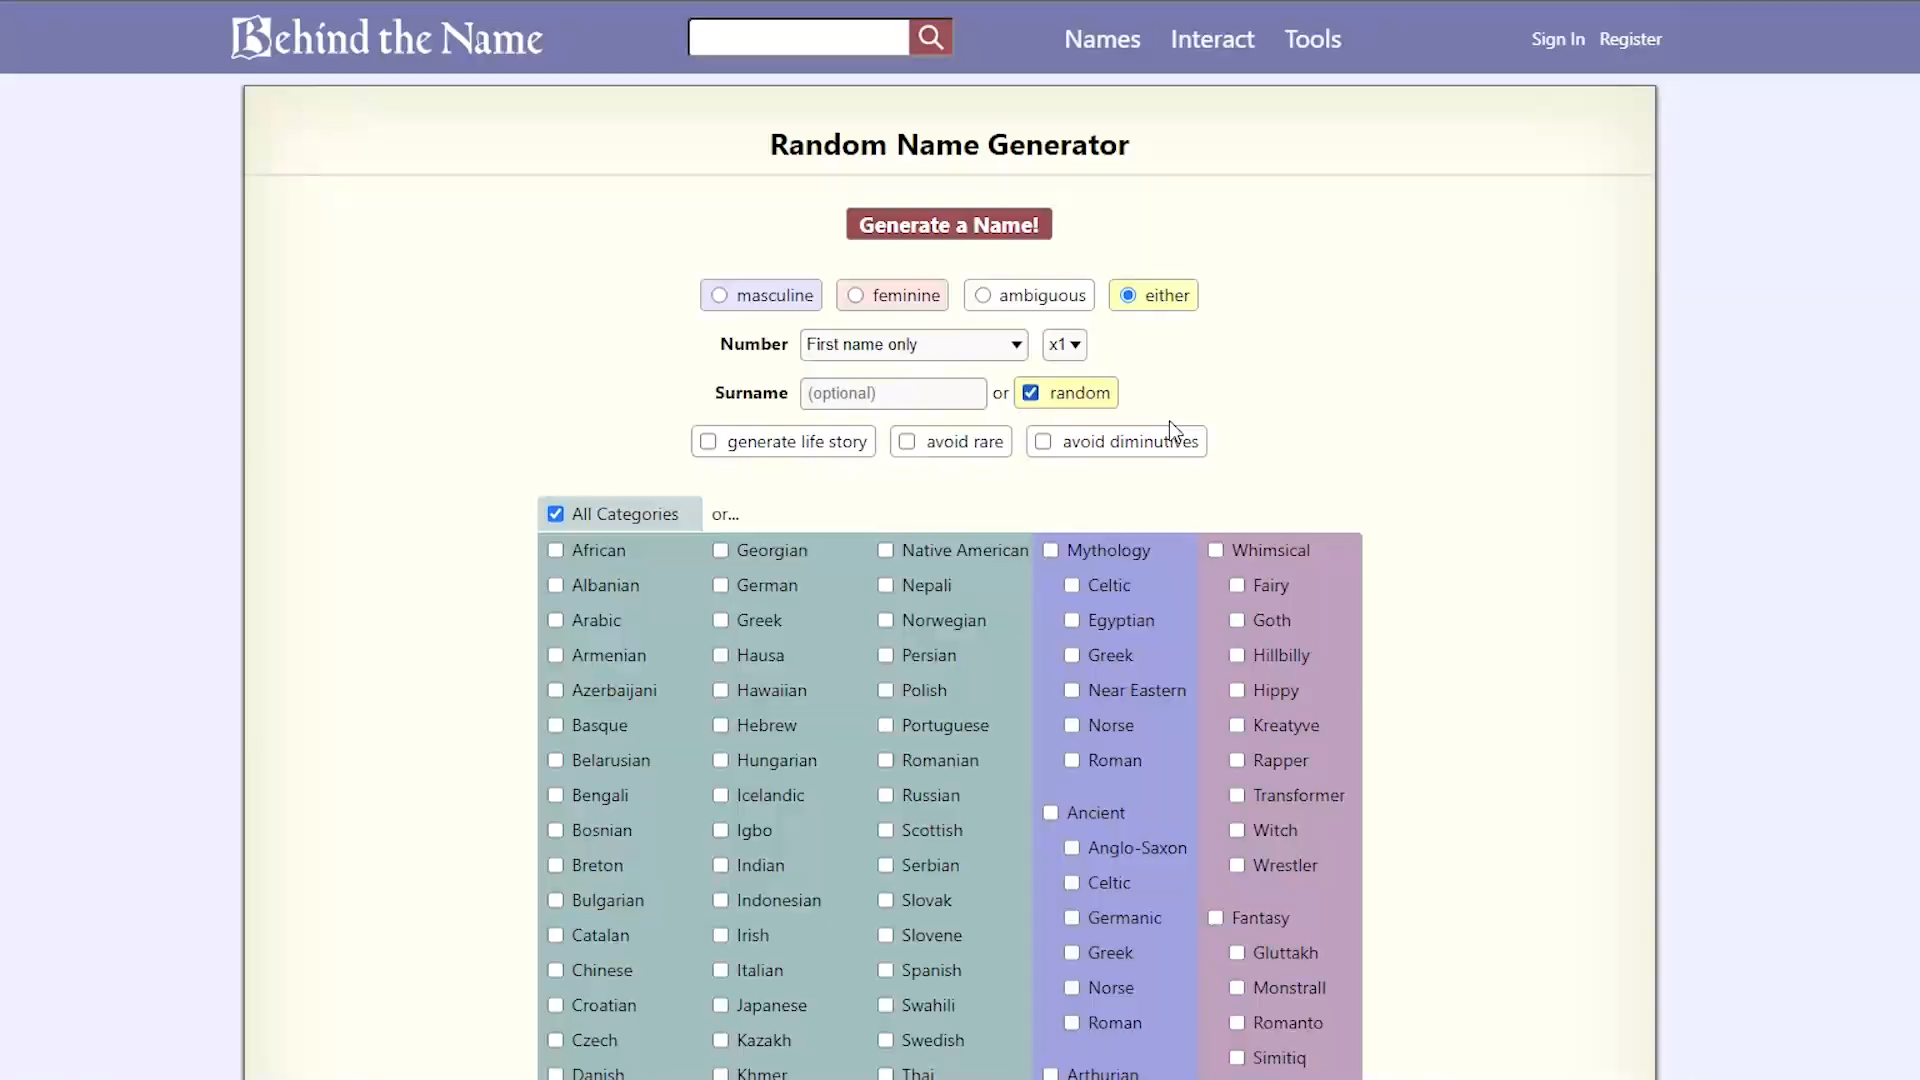 Behind the Name
Names Interact Tools
Sign In Register
Random Name Generator
Generate a Name!
masculine feminine ambiguous either
Number First name only x1
Surname (optional) or random
generate life story avoid rare avoid diminutives
All Categories or...
African
Albanian
Arabic
Armenian
Azerbaijani
Basque
Belarusian
Bengali
Bosnian
Breton
Bulgarian
Catalan
Chinese
Croatian
Czech
Danish
Georgian
German
Greek
Hausa
Hawaiian
Hebrew
Hungarian
Icelandic
Igbo
Indian
Indonesian
Irish
Italian
Japanese
Kazakh
Khmer
Native American
Nepali
Norwegian
Persian
Polish
Portuguese
Romanian
Russian
Scottish
Serbian
Slovak
Slovene
Spanish
Swahili
Swedish
Thai
Mythology
Celtic
Egyptian
Greek
Near Eastern
Norse
Roman
Ancient
Anglo-Saxon
Celtic
Germanic
Greek
Norse
Roman
Arthurian
Whimsical
Fairy
Goth
Hillbilly
Hippy
Kreatyve
Rapper
Transformer
Witch
Wrestler
Fantasy
Gluttakh
Monstrall
Romanto
Simitiq